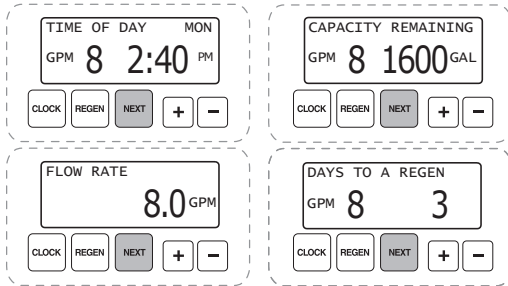 TIME OF DAY MON
GPM 8 2:40 PM
CLOCK REGEN NEXT + −
CAPACITY REMAINING
GPM 8 1600 GAL
CLOCK REGEN NEXT + −
FLOW RATE
8.0 GPM
CLOCK REGEN NEXT + −
DAYS TO A REGEN
GPM 8 3
CLOCK REGEN NEXT + −